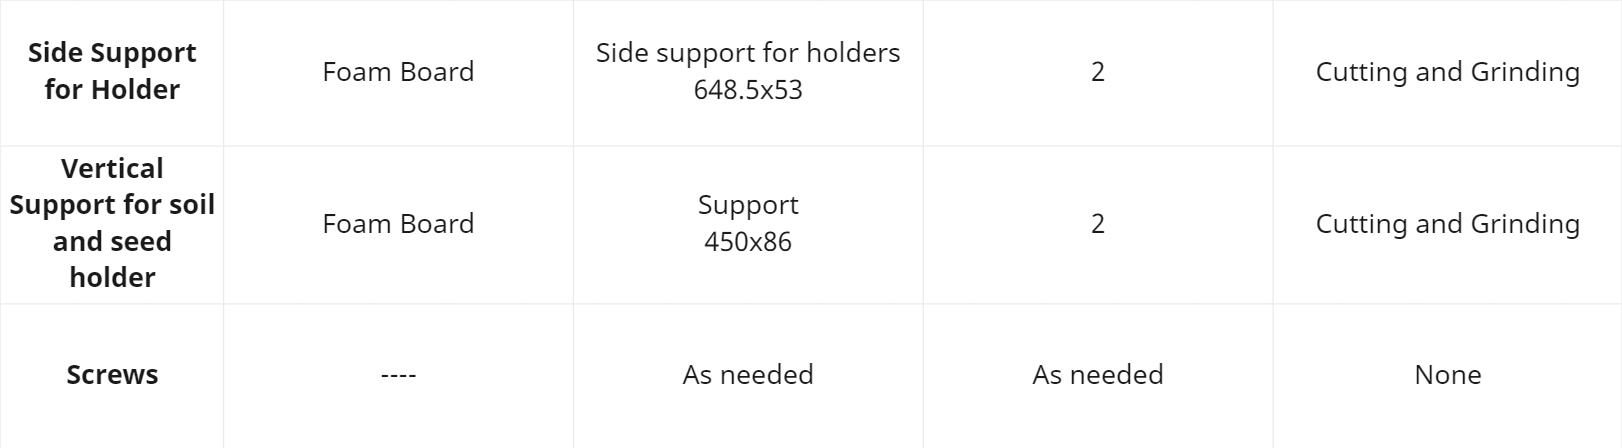 Side Support
for Holder
Foam Board
Side support for holders
648.5x53
2
Cutting and Grinding
Vertical
Support for soil
and seed
holder
Foam Board
Support
450x86
2
Cutting and Grinding
Screws
----
As needed
As needed
None